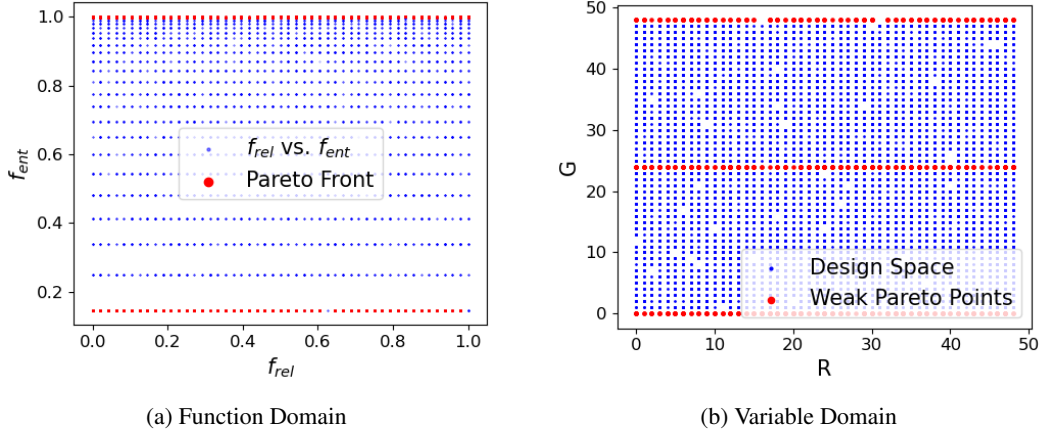 1.0
0.8
0.6
0.4
0.2
f_ent
f_rel vs. f_ent
Pareto Front
0.0 0.2 0.4 0.6 0.8 1.0
f_rel
(a) Function Domain
50
40
30
20
10
0
G
Design Space
Weak Pareto Points
0 10 20 30 40 50
R
(b) Variable Domain